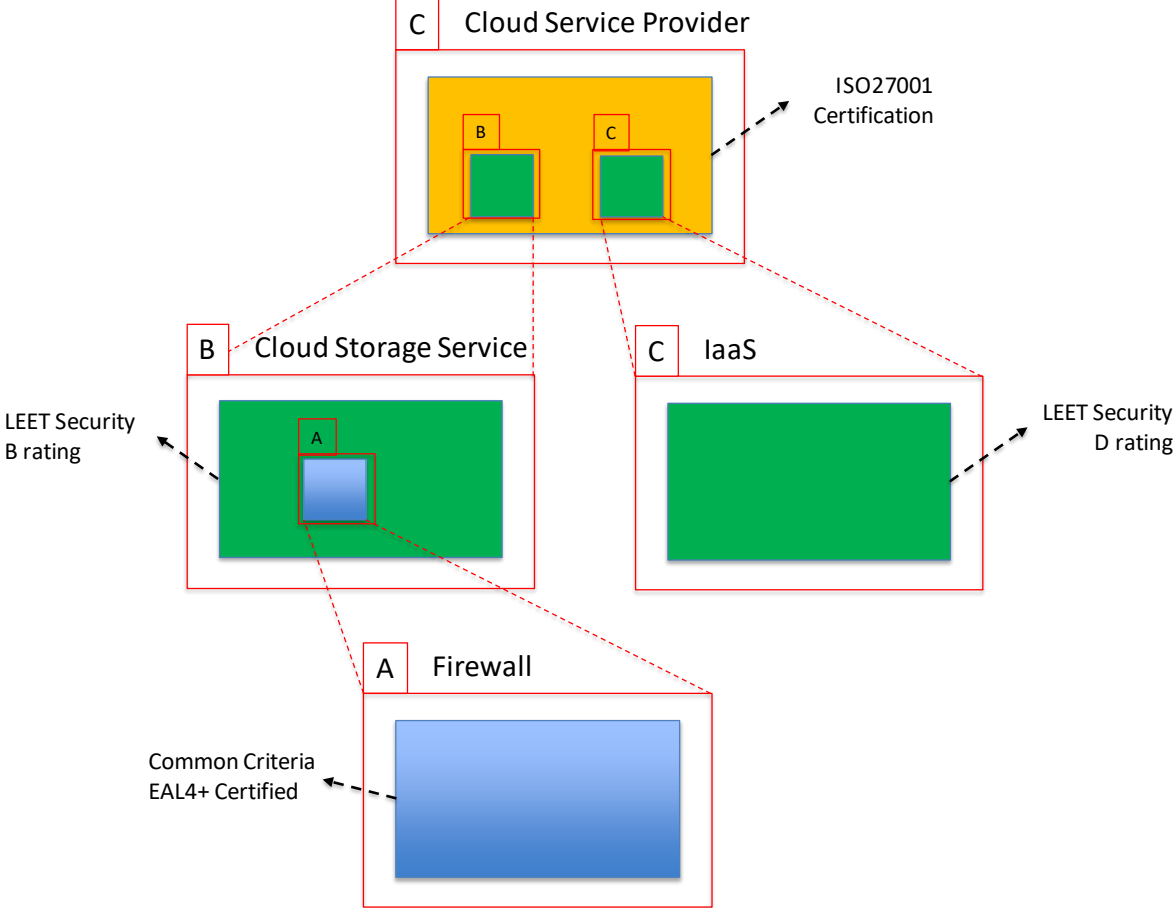 C
Cloud Service Provider
ISO27001
Certification
B
C
B
Cloud Storage Service
C
IaaS
LEET Security
B rating
A
LEET Security
D rating
A
Firewall
Common Criteria
EAL4+ Certified